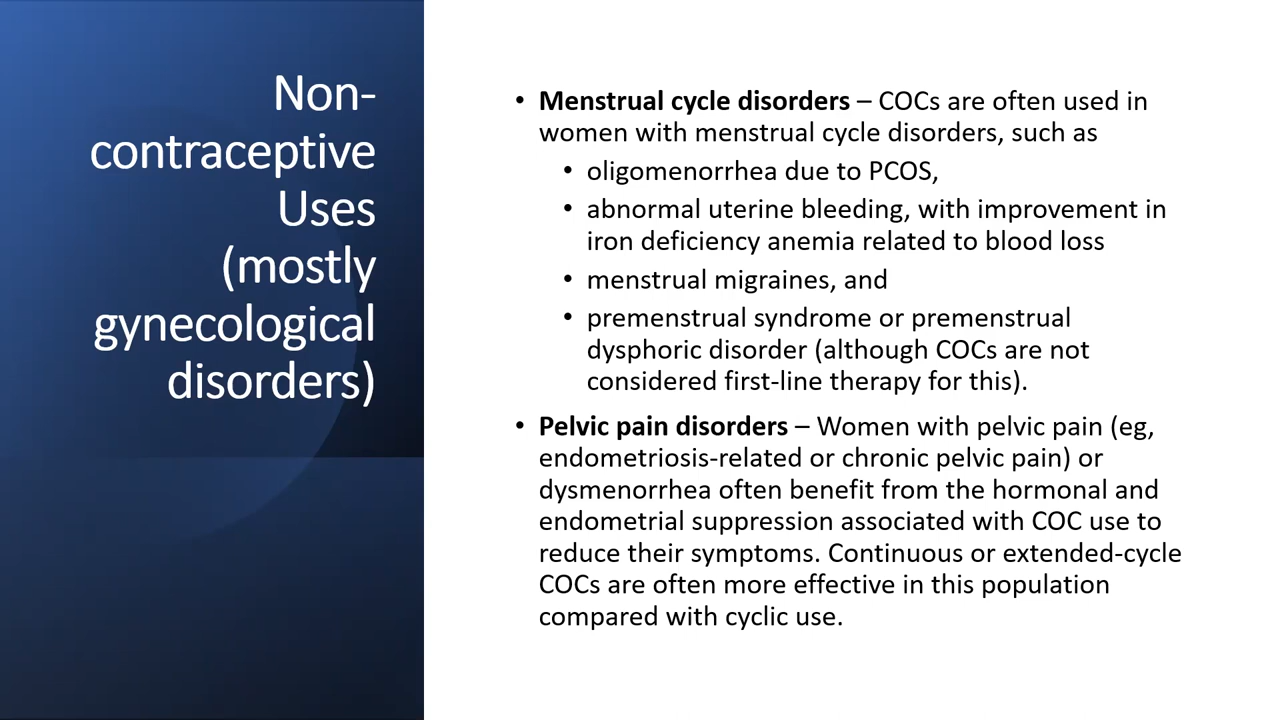 Non-
contraceptive
Uses
(mostly
gynecological
disorders)
• Menstrual cycle disorders – COCs are often used in
women with menstrual cycle disorders, such as
• oligomenorrhea due to PCOS,
• abnormal uterine bleeding, with improvement in
iron deficiency anemia related to blood loss
• menstrual migraines, and
• premenstrual syndrome or premenstrual
dysphoric disorder (although COCs are not
considered first-line therapy for this).
• Pelvic pain disorders – Women with pelvic pain (eg,
endometriosis-related or chronic pelvic pain) or
dysmenorrhea often benefit from the hormonal and
endometrial suppression associated with COC use to
reduce their symptoms. Continuous or extended-cycle
COCs are often more effective in this population
compared with cyclic use.